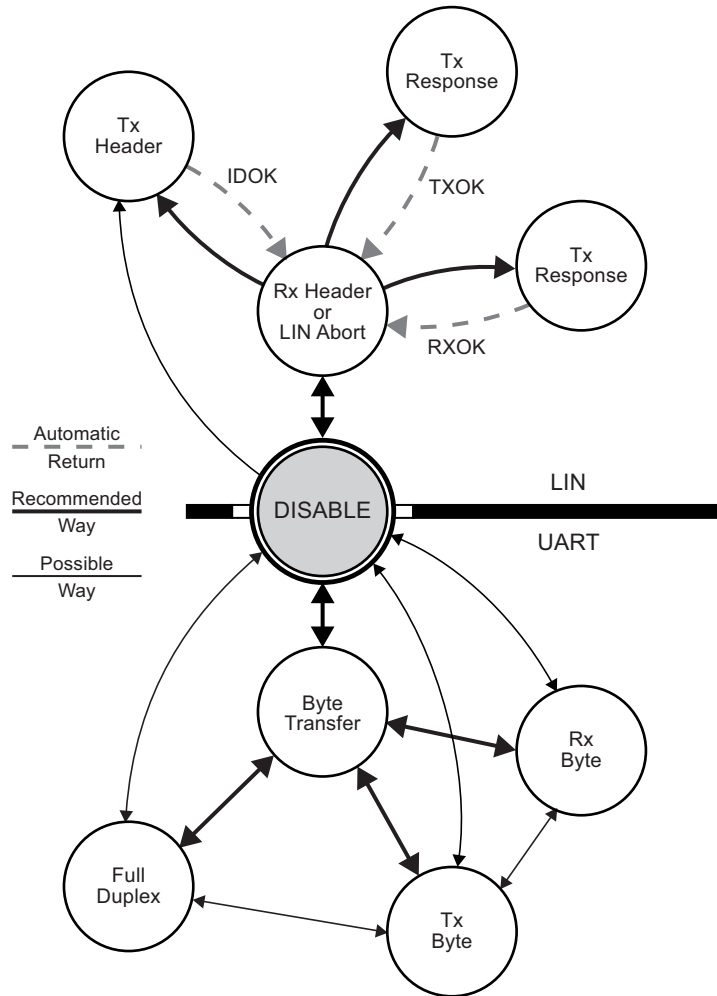 Tx
Response
Tx
Header
IDOK
TXOK
Tx
Response
Rx Header
or
LIN Abort
RXOK
Automatic
Return
Recommended
Way
Possible
Way
DISABLE
LIN
UART
Byte
Transfer
Rx
Byte
Full
Duplex
Tx
Byte